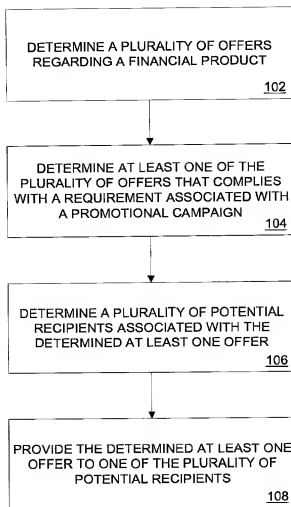 DETERMINE A PLURALITY OF OFFERS
REGARDING A FINANCIAL PRODUCT
102
DETERMINE AT LEAST ONE OF THE
PLURALITY OF OFFERS THAT COMPLIES
WITH A REQUIREMENT ASSOCIATED WITH
A PROMOTIONAL CAMPAIGN
104
DETERMINE A PLURALITY OF POTENTIAL
RECIPIENTS ASSOCIATED WITH THE
DETERMINED AT LEAST ONE OFFER
106
PROVIDE THE DETERMINED AT LEAST ONE
OFFER TO ONE OF THE PLURALITY OF
POTENTIAL RECIPIENTS
108